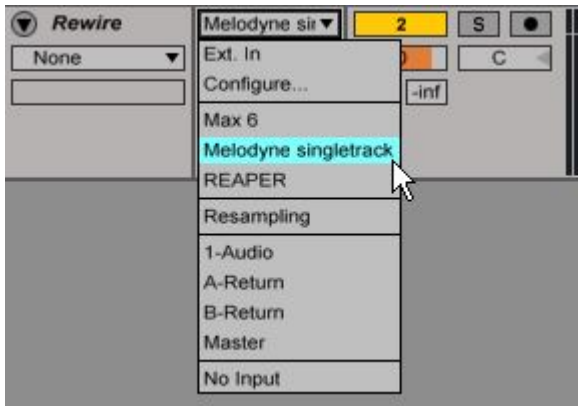 Rewire
Melodyne sir
2
S
None
C
-inf
Ext. In
Configure...
Max 6
Melodyne singletrack
REAPER
Resampling
1-Audio
A-Return
B-Return
Master
No Input